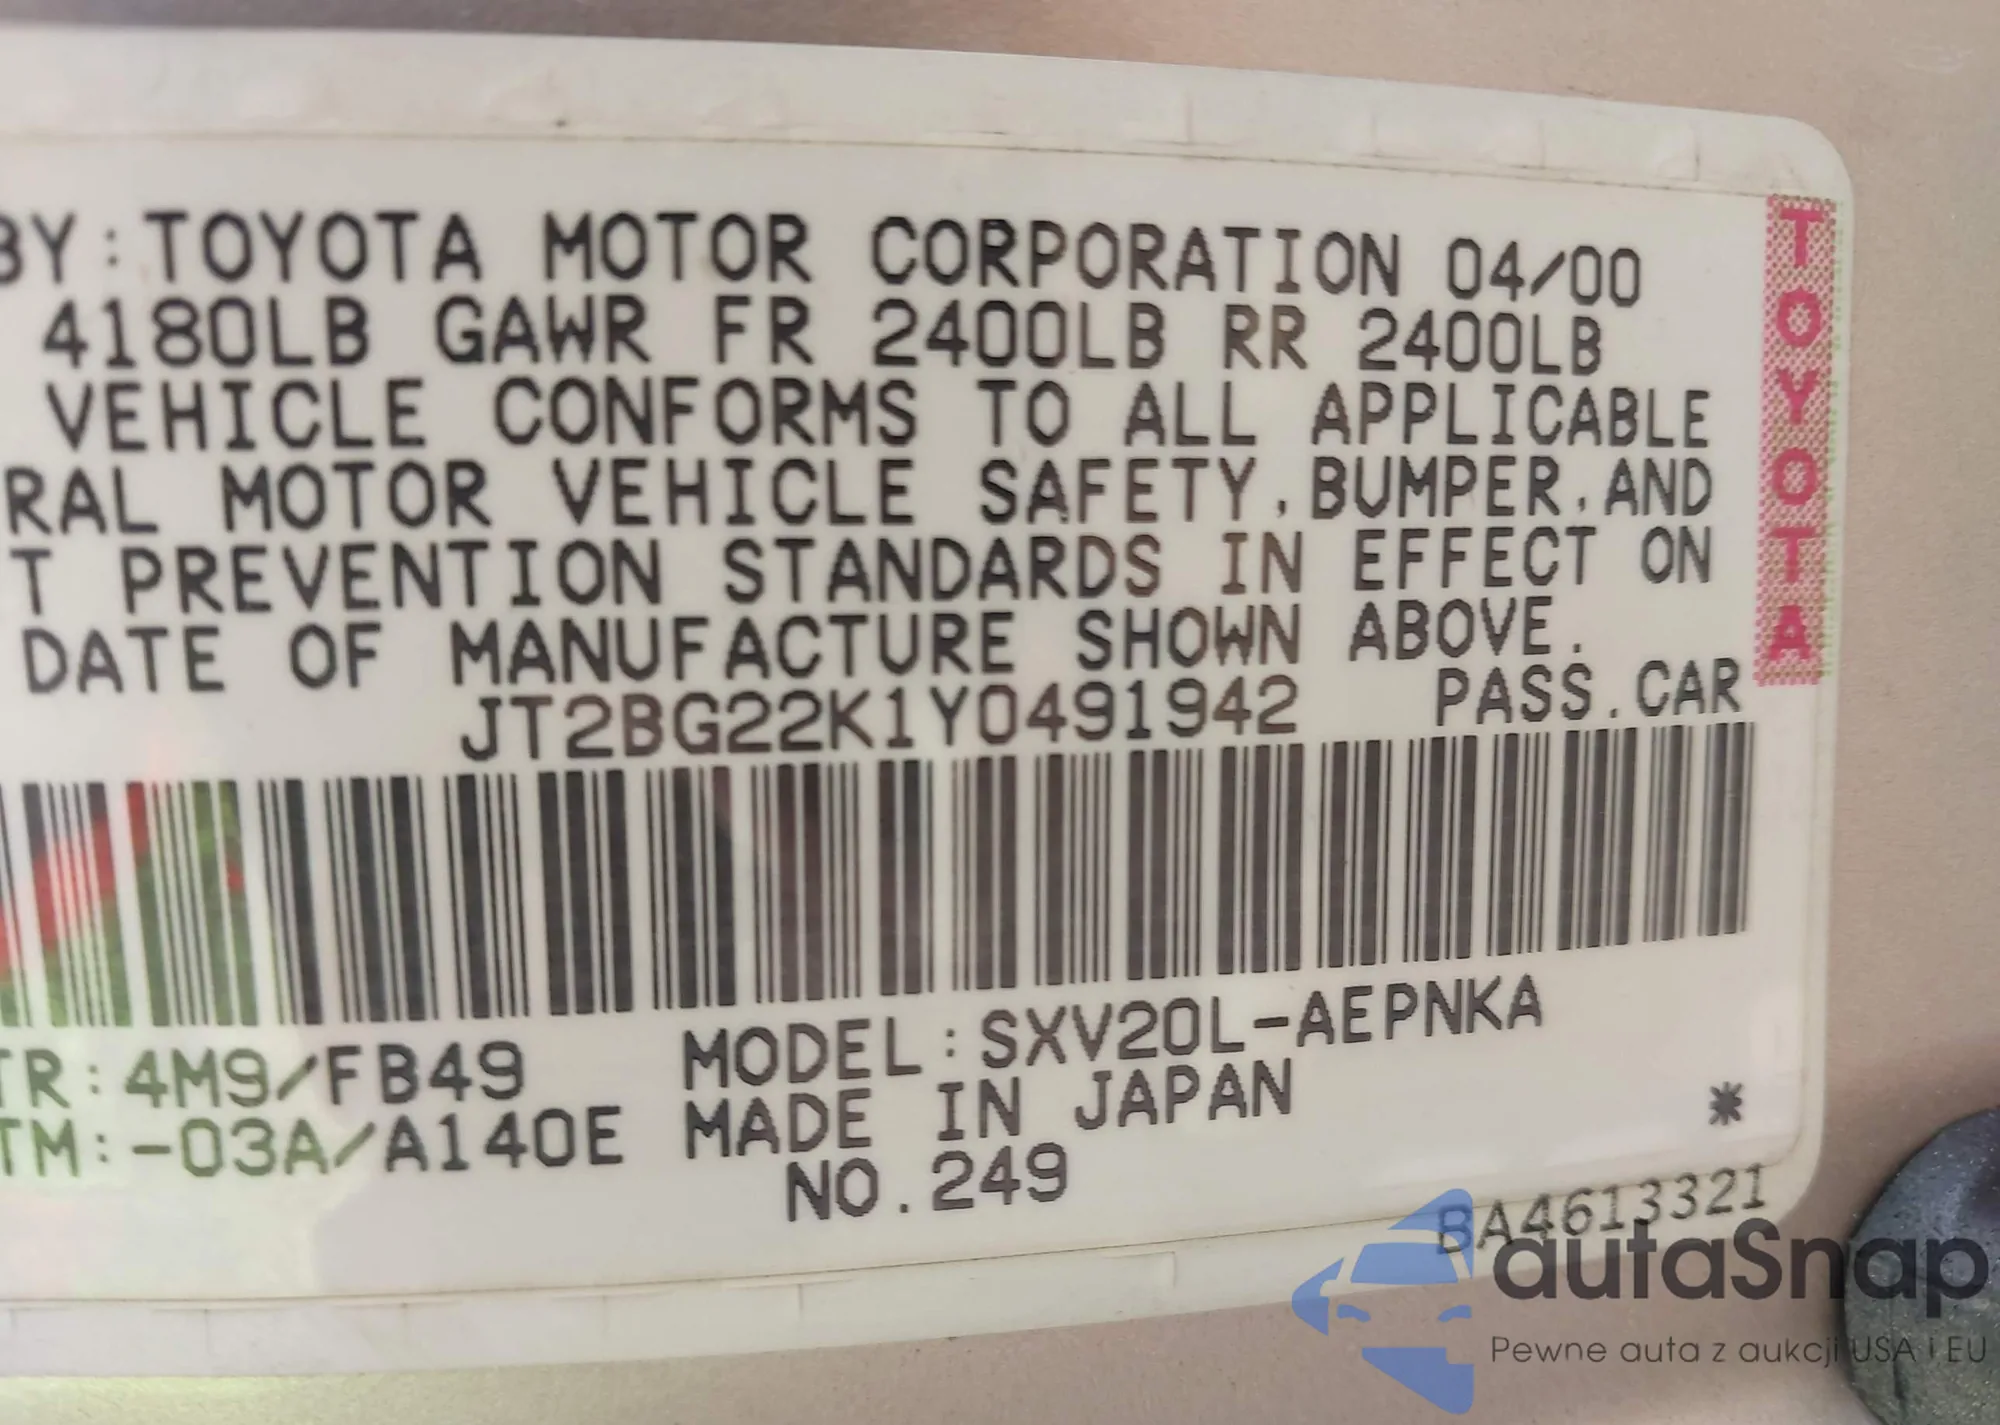 BY:TOYOTA MOTOR CORPORATION 04/00
4180LB GAWR FR 2400LB RR 2400LB
VEHICLE CONFORMS TO ALL APPLICABLE
RAL MOTOR VEHICLE SAFETY,BUMPER,AND
T PREVENTION STANDARDS IN EFFECT ON
DATE OF MANUFACTURE SHOWN ABOVE.
JT2BG22K1Y0491942 PASS.CAR
TR:4M9/FB49 MODEL:SXV20L-AEPNKA
TM:-03A/A140E MADE IN JAPAN
NO.249
*
BA4613321
TOYOTA
autaSnap
Pewne auta z aukcji USA i EU